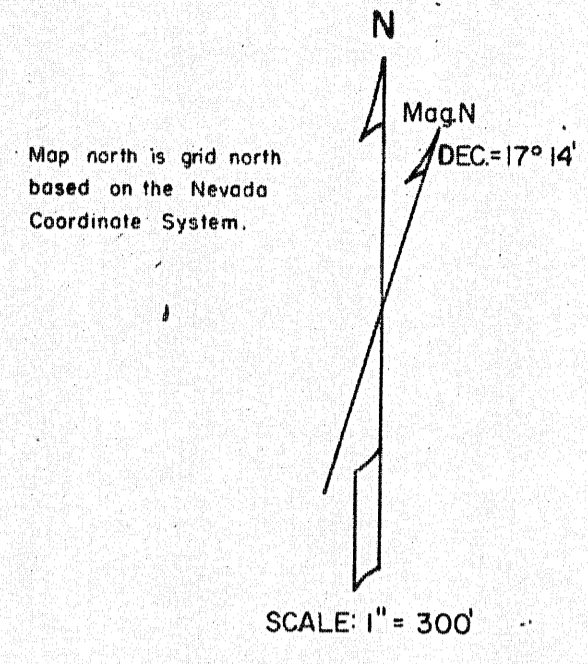 N
Mag.N
DEC.=17° 14'
Map north is grid north
based on the Nevada
Coordinate System.
SCALE: 1" = 300'